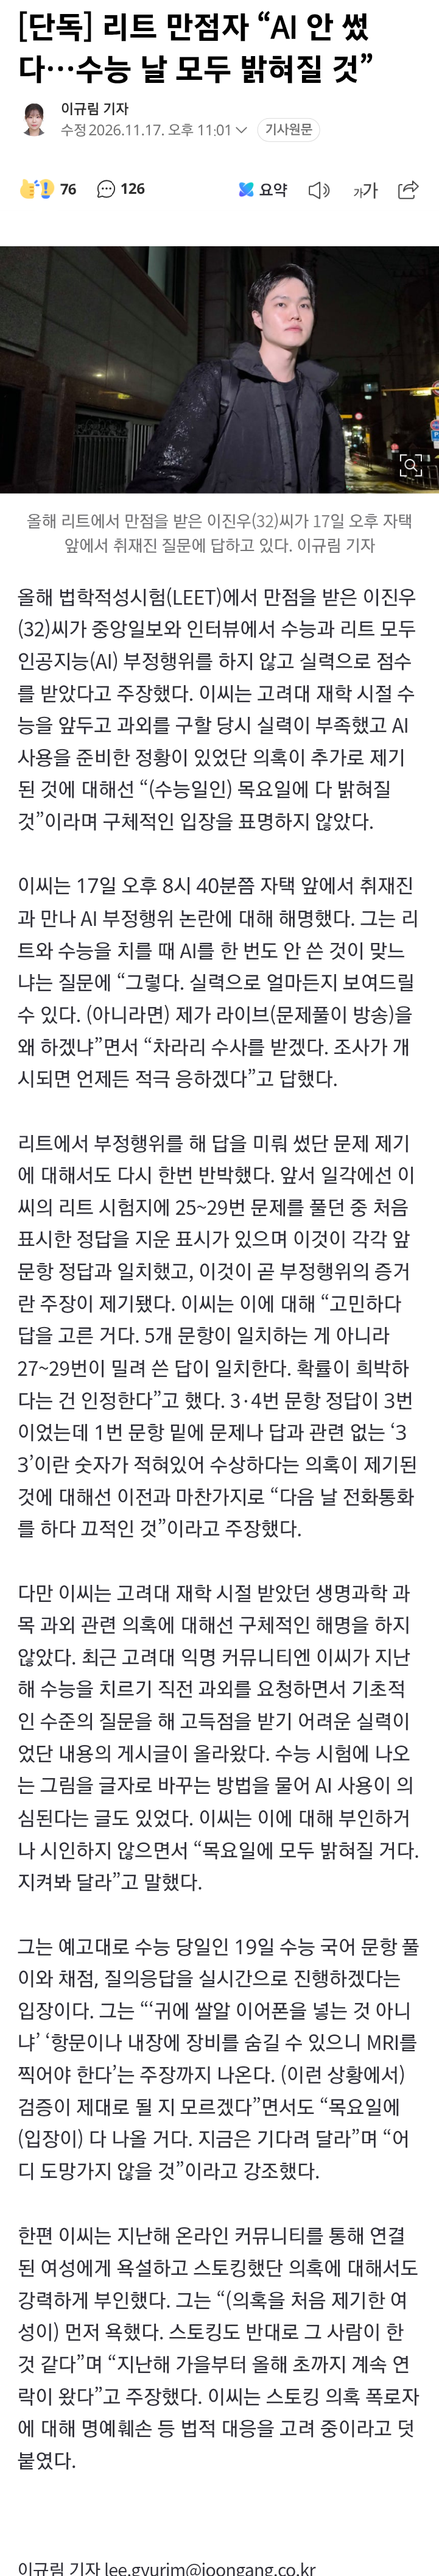 [단독] 리트 만점자 “AI 안 썼
다…수능 날 모두 밝혀질 것”
이규림 기자
수정 2026.11.17. 오후 11:01
기사원문
76
126
요약
가가
올해 리트에서 만점을 받은 이진우(32)씨가 17일 오후 자택
앞에서 취재진 질문에 답하고 있다. 이규림 기자
올해 법학적성시험(LEET)에서 만점을 받은 이진우
(32)씨가 중앙일보와 인터뷰에서 수능과 리트 모두
인공지능(AI) 부정행위를 하지 않고 실력으로 점수
를 받았다고 주장했다. 이씨는 고려대 재학 시절 수
능을 앞두고 과외를 구할 당시 실력이 부족했고 AI
사용을 준비한 정황이 있었단 의혹이 추가로 제기
된 것에 대해선 “(수능일인) 목요일에 다 밝혀질
것”이라며 구체적인 입장을 표명하지 않았다.
이씨는 17일 오후 8시 40분쯤 자택 앞에서 취재진
과 만나 AI 부정행위 논란에 대해 해명했다. 그는 리
트와 수능을 치를 때 AI를 한 번도 안 쓴 것이 맞느
냐는 질문에 “그렇다. 실력으로 얼마든지 보여드릴
수 있다. (아니라면) 제가 라이브(문제풀이 방송)을
왜 하겠냐”면서 “차라리 수사를 받겠다. 조사가 개
시되면 언제든 적극 응하겠다”고 답했다.
리트에서 부정행위를 해 답을 미뤄 썼단 문제 제기
에 대해서도 다시 한번 반박했다. 앞서 일각에선 이
씨의 리트 시험지에 25~29번 문제를 풀던 중 처음
표시한 정답을 지운 표시가 있으며 이것이 각각 앞
문항 정답과 일치했고, 이것이 곧 부정행위의 증거
란 주장이 제기됐다. 이씨는 이에 대해 “고민하다
답을 고른 거다. 5개 문항이 일치하는 게 아니라
27~29번이 밀려 쓴 답이 일치한다. 확률이 희박하
다는 건 인정한다”고 했다. 3·4번 문항 정답이 3번
이었는데 1번 문항 밑에 문제나 답과 관련 없는 ‘3
3’이란 숫자가 적혀있어 수상하다는 의혹이 제기된
것에 대해선 이전과 마찬가지로 “다음 날 전화통화
를 하다 끄적인 것”이라고 주장했다.
다만 이씨는 고려대 재학 시절 받았던 생명과학 과
목 과외 관련 의혹에 대해선 구체적인 해명을 하지
않았다. 최근 고려대 익명 커뮤니티엔 이씨가 지난
해 수능을 치르기 직전 과외를 요청하면서 기초적
인 수준의 질문을 해 고득점을 받기 어려운 실력이
었단 내용의 게시글이 올라왔다. 수능 시험에 나오
는 그림을 글자로 바꾸는 방법을 물어 AI 사용이 의
심된다는 글도 있었다. 이씨는 이에 대해 부인하거
나 시인하지 않으면서 “목요일에 모두 밝혀질 거다.
지켜봐 달라”고 말했다.
그는 예고대로 수능 당일인 19일 수능 국어 문항 풀
이와 채점, 질의응답을 실시간으로 진행하겠다는
입장이다. 그는 “‘귀에 쌀알 이어폰을 넣는 것 아니
냐’ ‘항문이나 내장에 장비를 숨길 수 있으니 MRI를
찍어야 한다’는 주장까지 나온다. (이런 상황에서)
검증이 제대로 될 지 모르겠다”면서도 “목요일에
(입장이) 다 나올 거다. 지금은 기다려 달라”며 “어
디 도망가지 않을 것”이라고 강조했다.
한편 이씨는 지난해 온라인 커뮤니티를 통해 연결
된 여성에게 욕설하고 스토킹했단 의혹에 대해서도
강력하게 부인했다. 그는 “(의혹을 처음 제기한 여
성이) 먼저 욕했다. 스토킹도 반대로 그 사람이 한
것 같다”며 “지난해 가을부터 올해 초까지 계속 연
락이 왔다”고 주장했다. 이씨는 스토킹 의혹 폭로자
에 대해 명예훼손 등 법적 대응을 고려 중이라고 덧
붙였다.
이규림 기자 lee.gyurim@joongang.co.kr